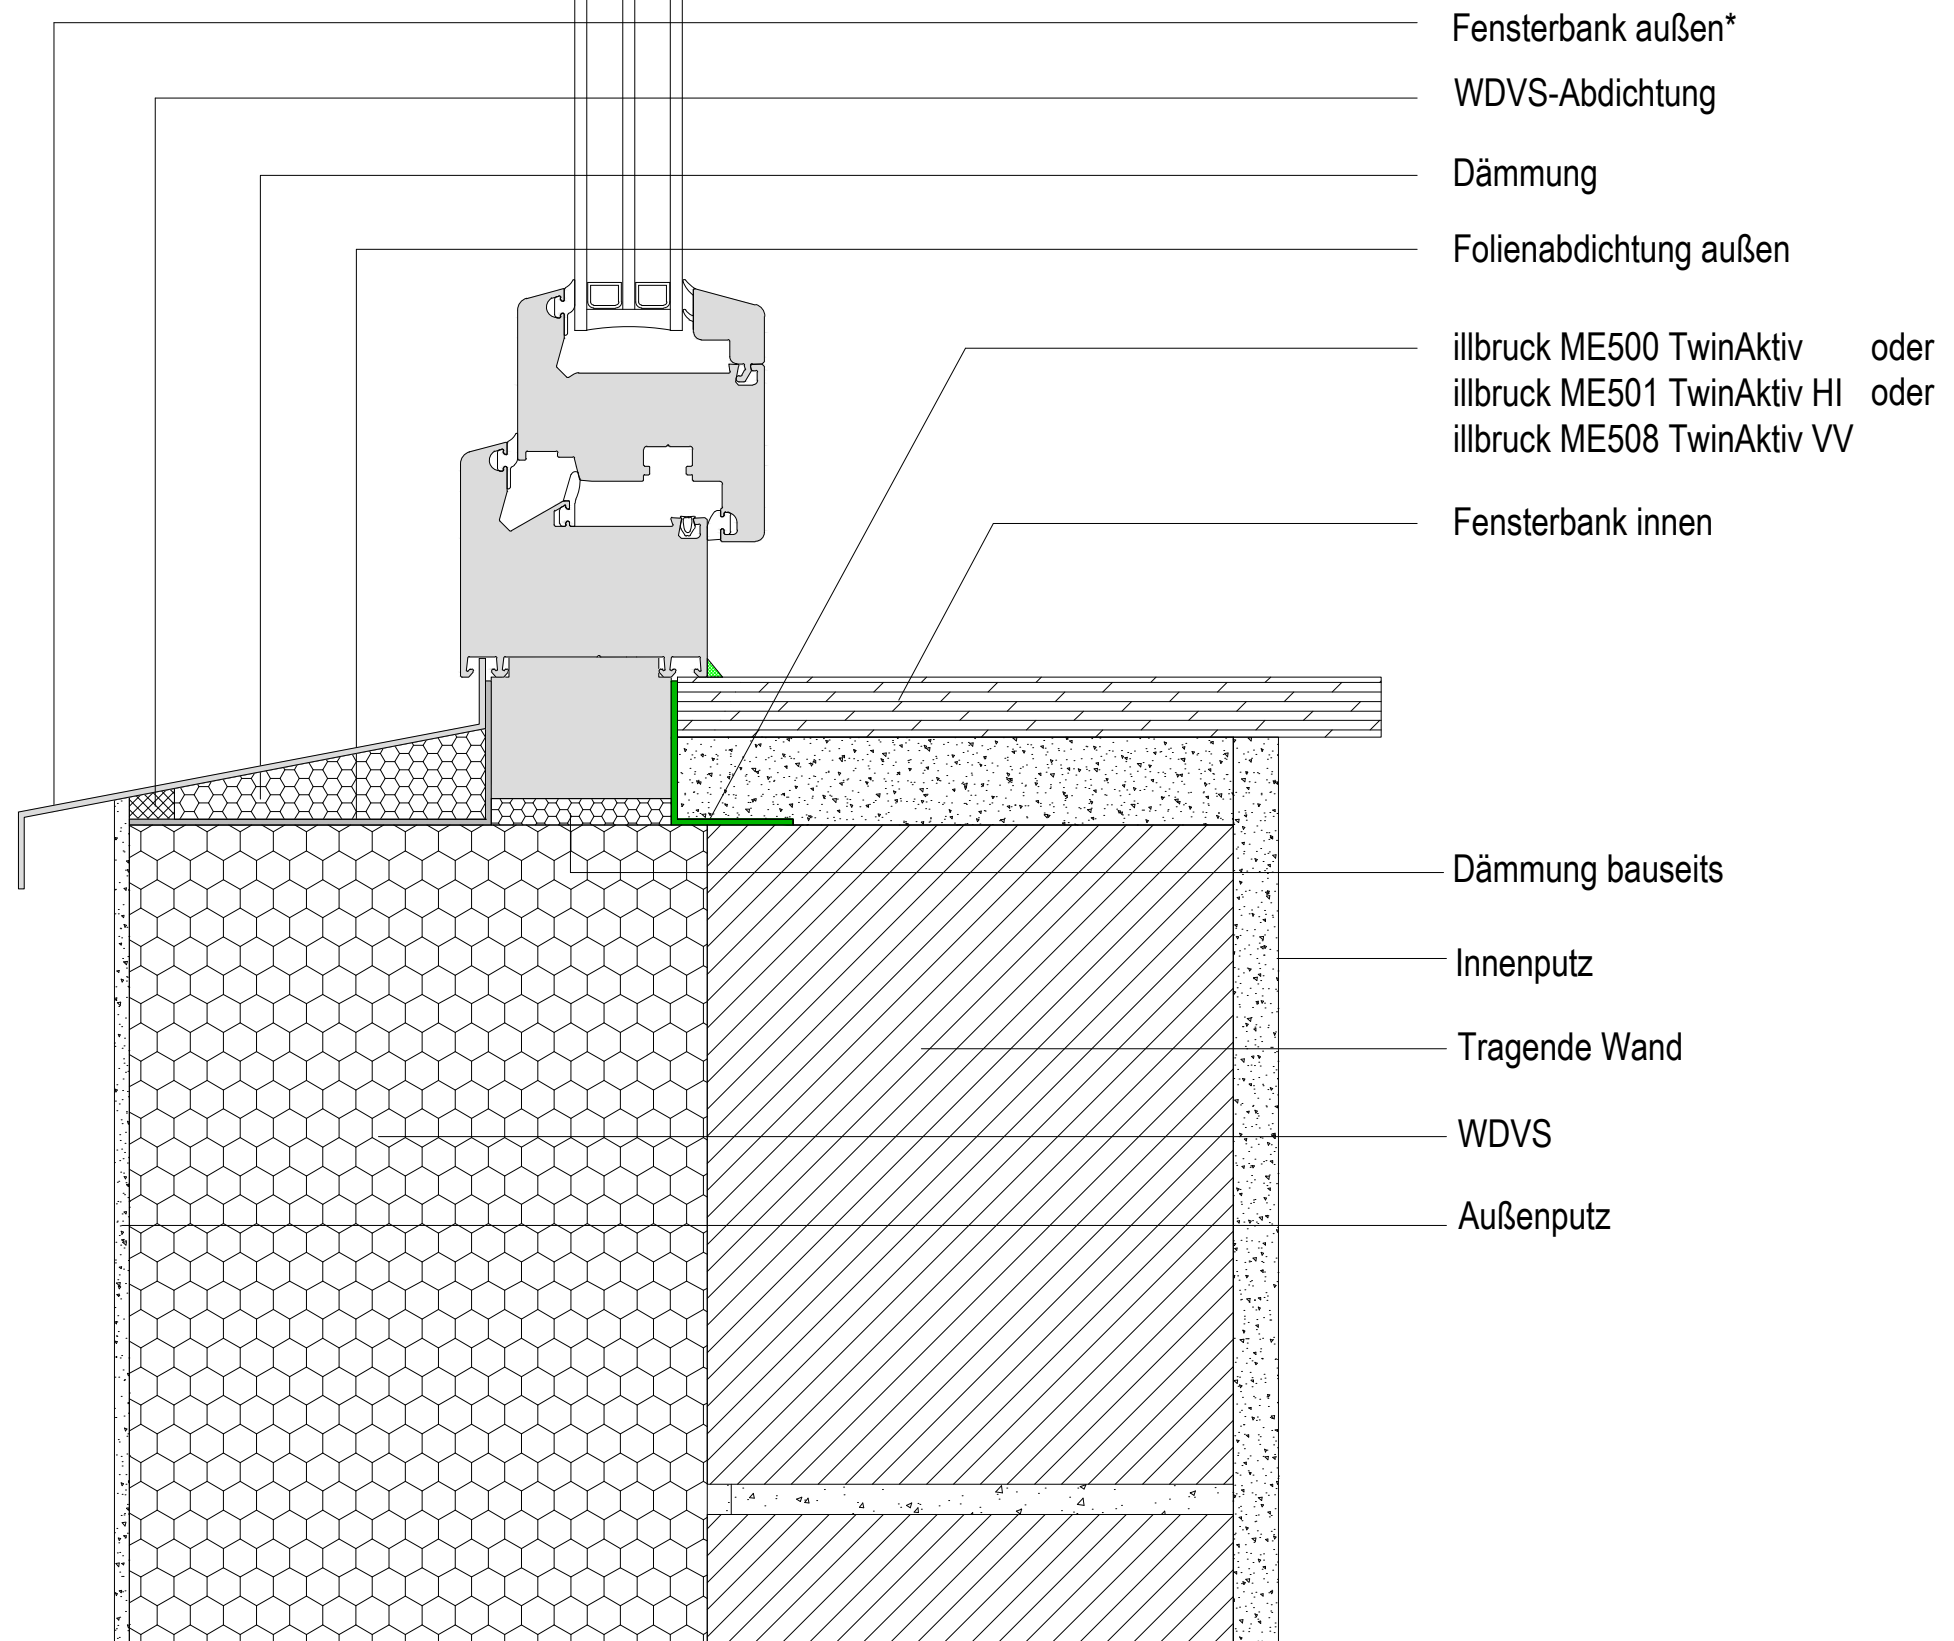 Fensterbank außen*
WDVS-Abdichtung
Dämmung
Folienabdichtung außen
illbruck ME500 TwinAktiv oder
illbruck ME501 TwinAktiv HI oder
illbruck ME508 TwinAktiv VV
Fensterbank innen
Dämmung bauseits
Innenputz
Tragende Wand
WDVS
Außenputz